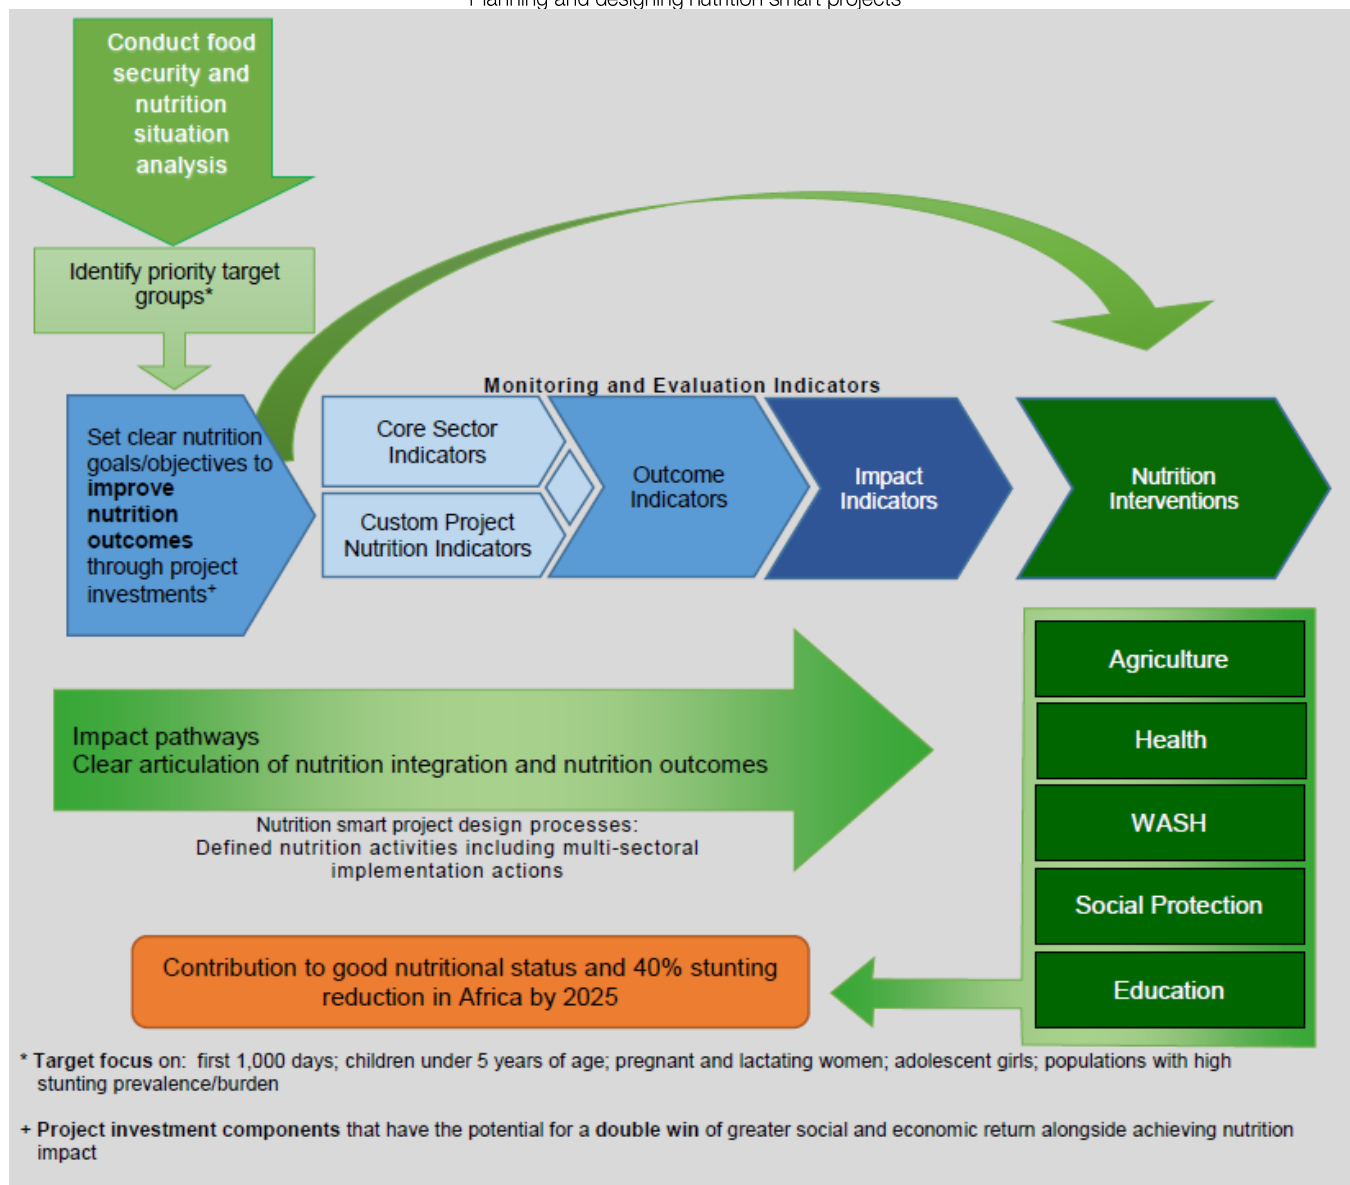 Planning and designing nutrition smart projects
Conduct food
security and
nutrition
situation
analysis
Identify priority target
groups*
Set clear nutrition
goals/objectives to
improve
nutrition
outcomes
through project
investments+
Monitoring and Evaluation Indicators
Core Sector
Indicators
Custom Project
Nutrition Indicators
Outcome
Indicators
Impact
Indicators
Nutrition
Interventions
Agriculture
Health
WASH
Social Protection
Education
Impact pathways
Clear articulation of nutrition integration and nutrition outcomes
Nutrition smart project design processes:
Defined nutrition activities including multi-sectoral
implementation actions
Contribution to good nutritional status and 40% stunting
reduction in Africa by 2025
* Target focus on: first 1,000 days; children under 5 years of age; pregnant and lactating women; adolescent girls; populations with high
stunting prevalence/burden
+ Project investment components that have the potential for a double win of greater social and economic return alongside achieving nutrition
impact